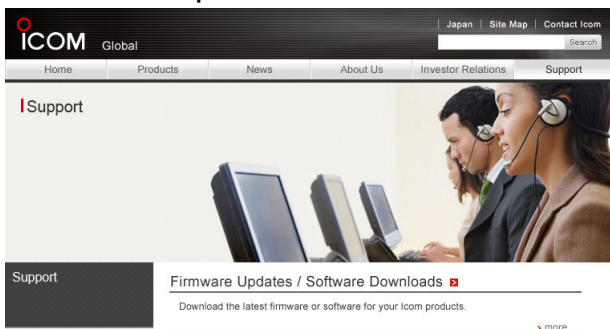 Japan | Site Map | Contact Icom
ICOM Global
Search
Home Products News About Us Investor Relations Support
Support
Support
Firmware Updates / Software Downloads
Download the latest firmware or software for your Icom products.
more